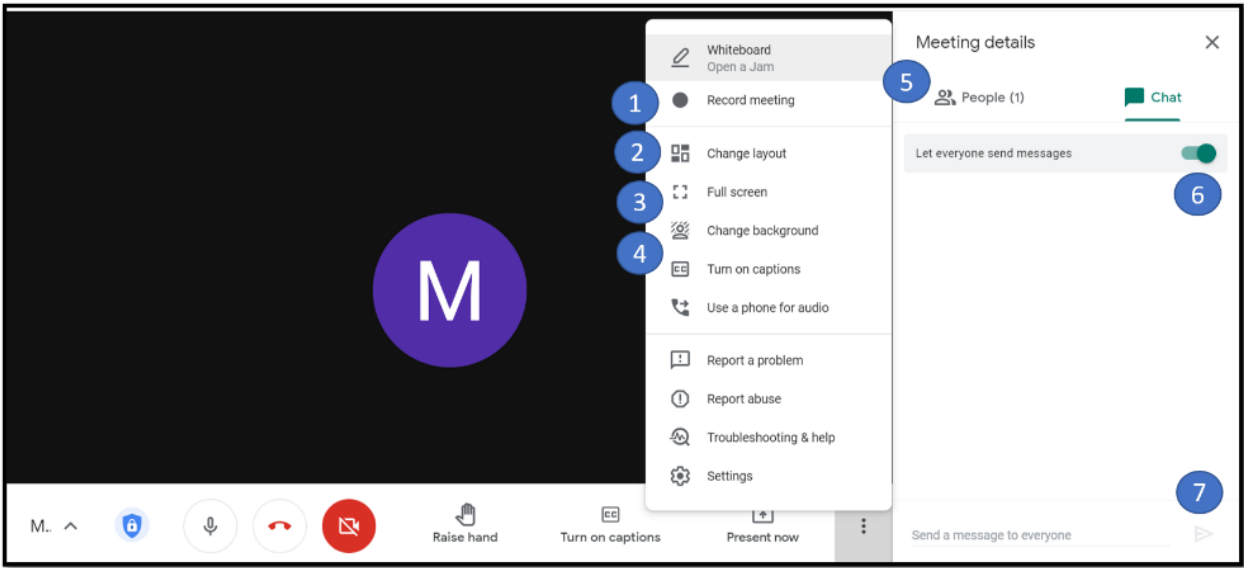 Whiteboard
Open a Jam
1
Record meeting
2
Change layout
3
Full screen
Change background
4
Turn on captions
Use a phone for audio
Report a problem
Report abuse
Troubleshooting & help
Settings
M
M..
Raise hand
CC
Turn on captions
Present now
Meeting details
5
People (1)
Chat
Let everyone send messages
6
7
Send a message to everyone